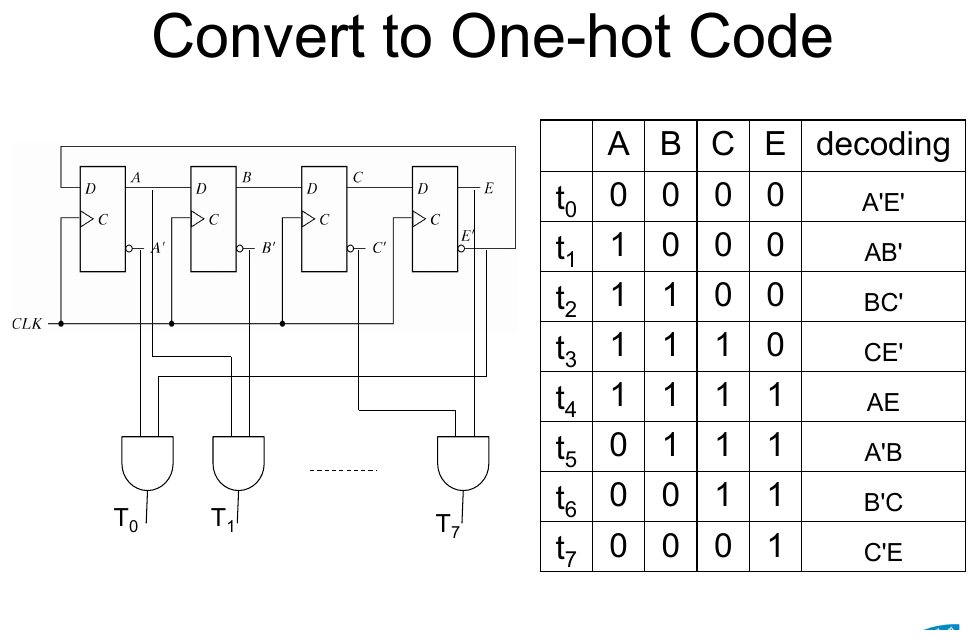 Convert to One-hot Code
D A D B D C D E
C C C C
A' B' C' E'
CLK
T0 T1 T7
A B C E decoding
t0 0 0 0 0 A'E'
t1 1 0 0 0 AB'
t2 1 1 0 0 BC'
t3 1 1 1 0 CE'
t4 1 1 1 1 AE
t5 0 1 1 1 A'B
t6 0 0 1 1 B'C
t7 0 0 0 1 C'E